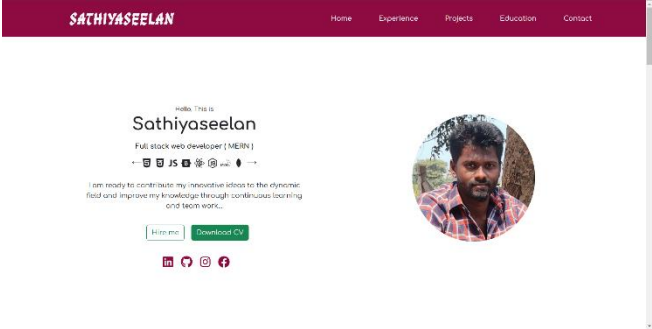 SATHIYASEELAN
Home Experience Projects Education Contact
Hello, This is
Sathiyaseelan
Full stack web developer ( MERN )
JS
I am ready to contribute my innovative ideas to the dynamic
field and improve my knowledge through continuous learning
and team work...
Hire me Download CV